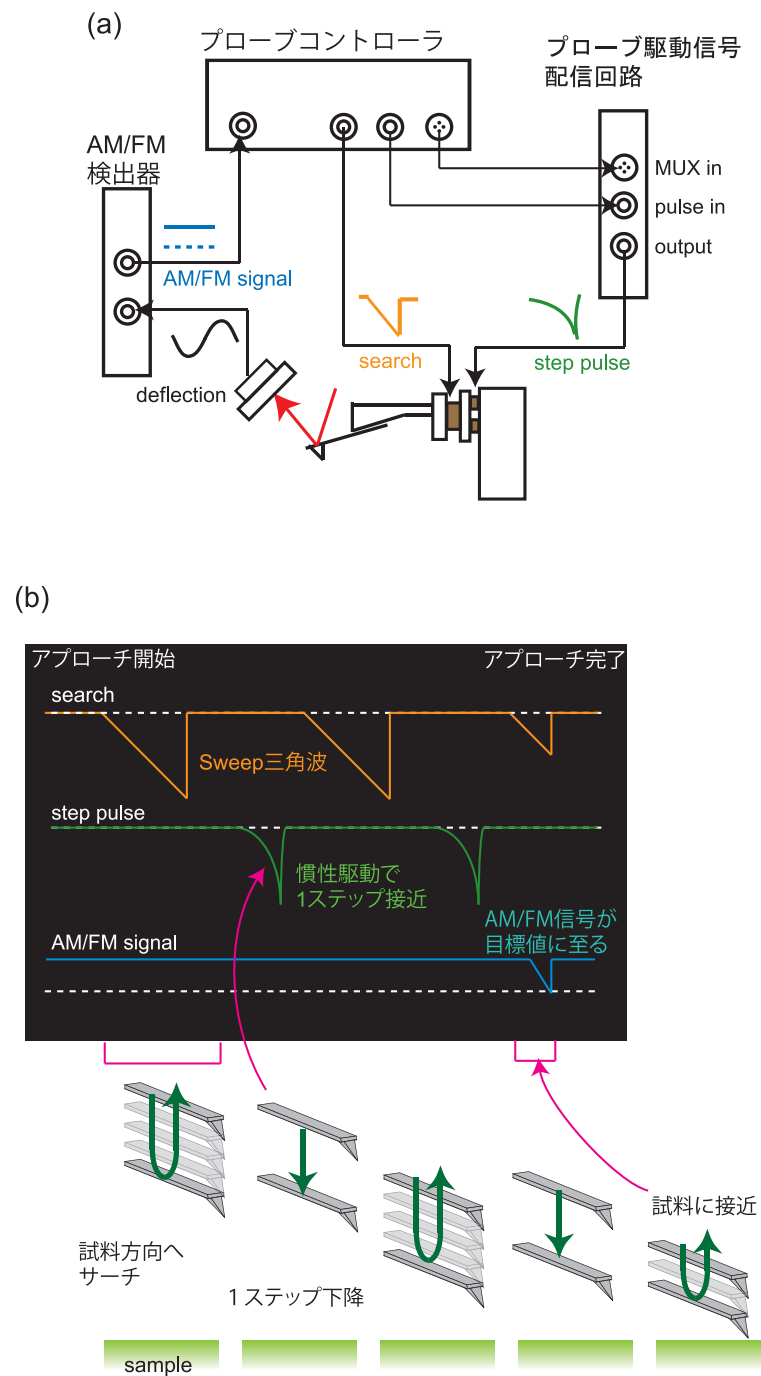 (a)
プローブコントローラ
プローブ駆動信号
配信回路
AM/FM
検出器
MUX in
pulse in
output
AM/FM signal
search
step pulse
deflection
(b)
アプローチ開始
アプローチ完了
search
Sweep三角波
step pulse
慣性駆動で
1ステップ接近
AM/FM信号が
目標値に至る
AM/FM signal
試料に接近
試料方向へ
サーチ
1ステップ下降
sample